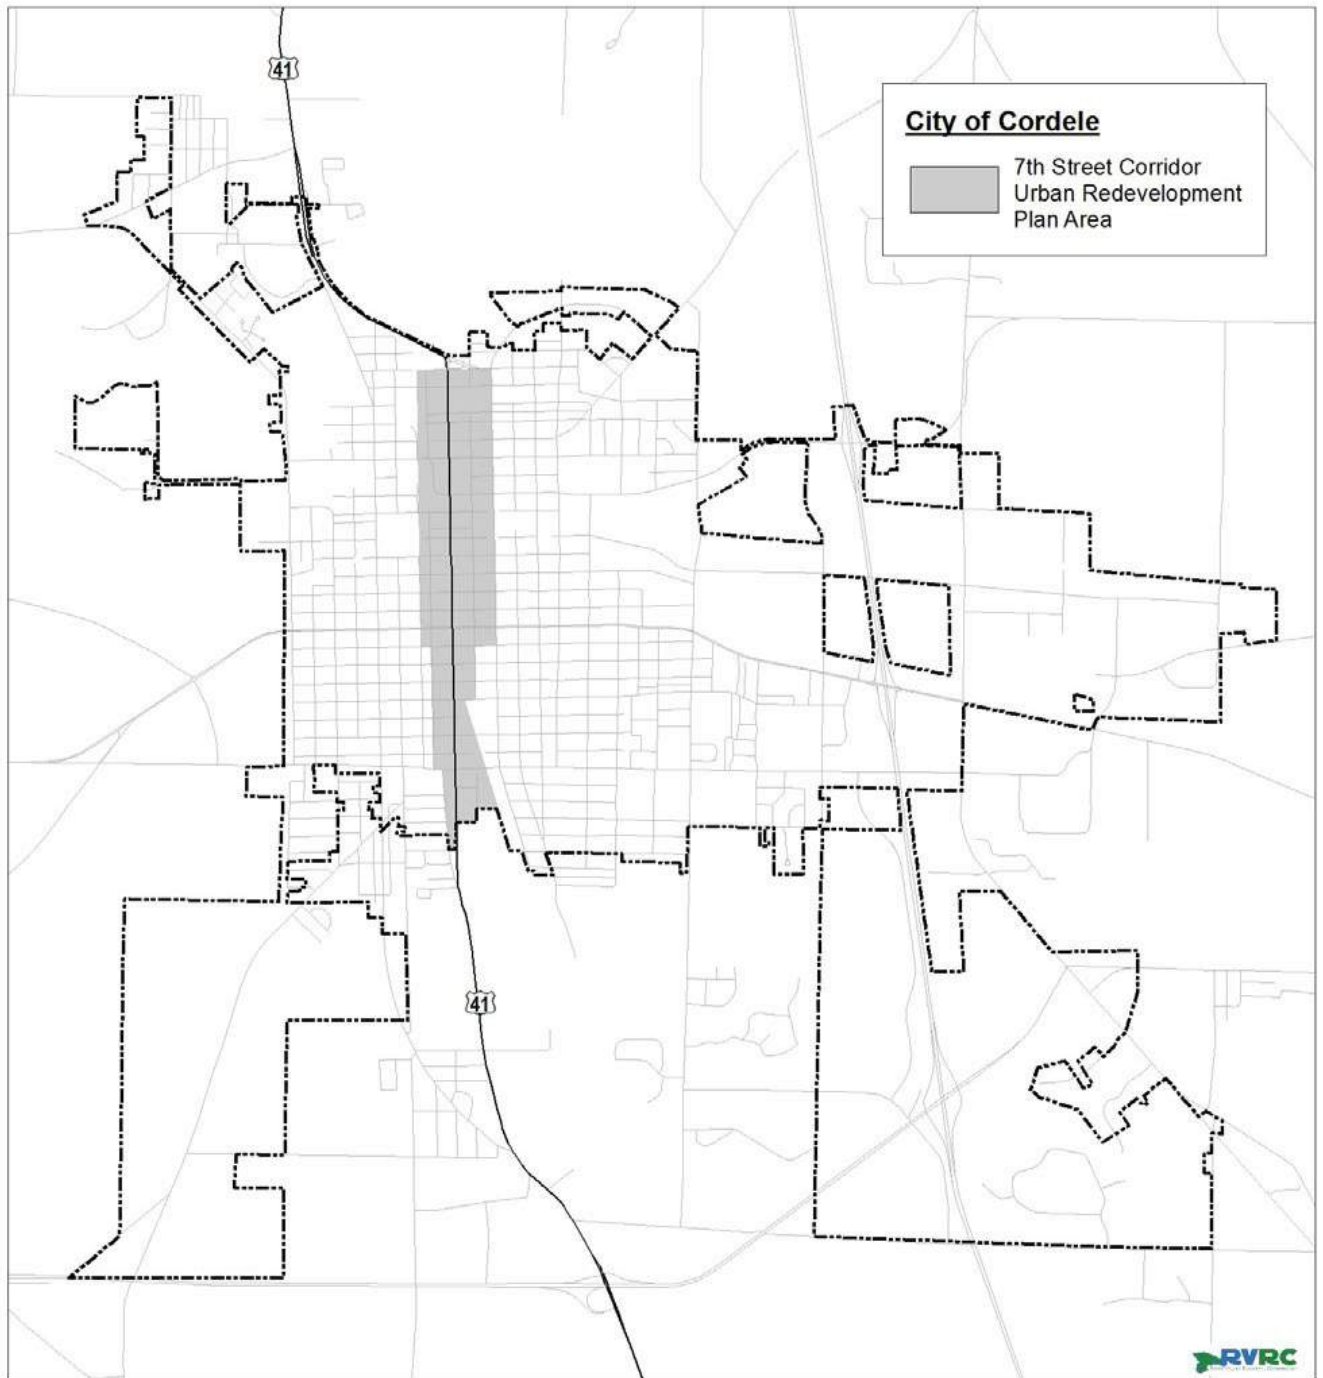 41
City of Cordele
7th Street Corridor
Urban Redevelopment
Plan Area
41
RVRC